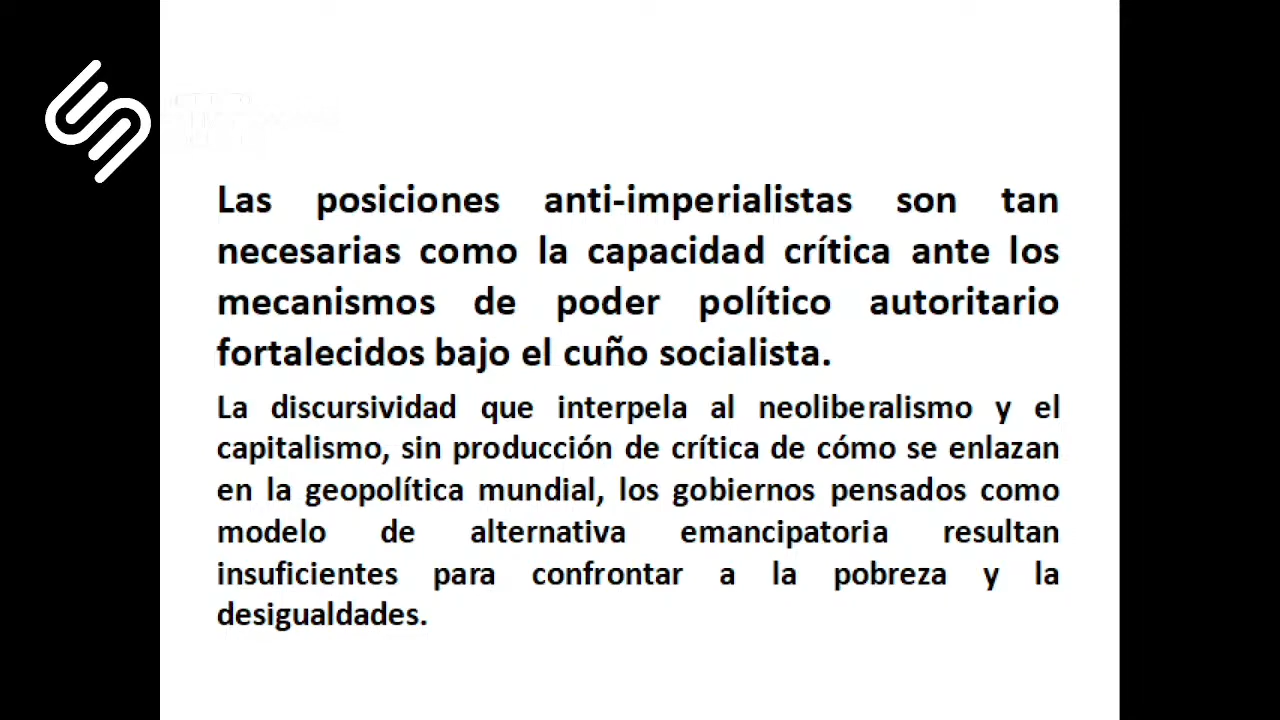 Las posiciones anti-imperialistas son tan
necesarias como la capacidad crítica ante los
mecanismos de poder político autoritario
fortalecidos bajo el cuño socialista.
La discursividad que interpela al neoliberalismo y el
capitalismo, sin producción de crítica de cómo se enlazan
en la geopolítica mundial, los gobiernos pensados como
modelo de alternativa emancipatoria resultan
insuficientes para confrontar a la pobreza y la
desigualdades.